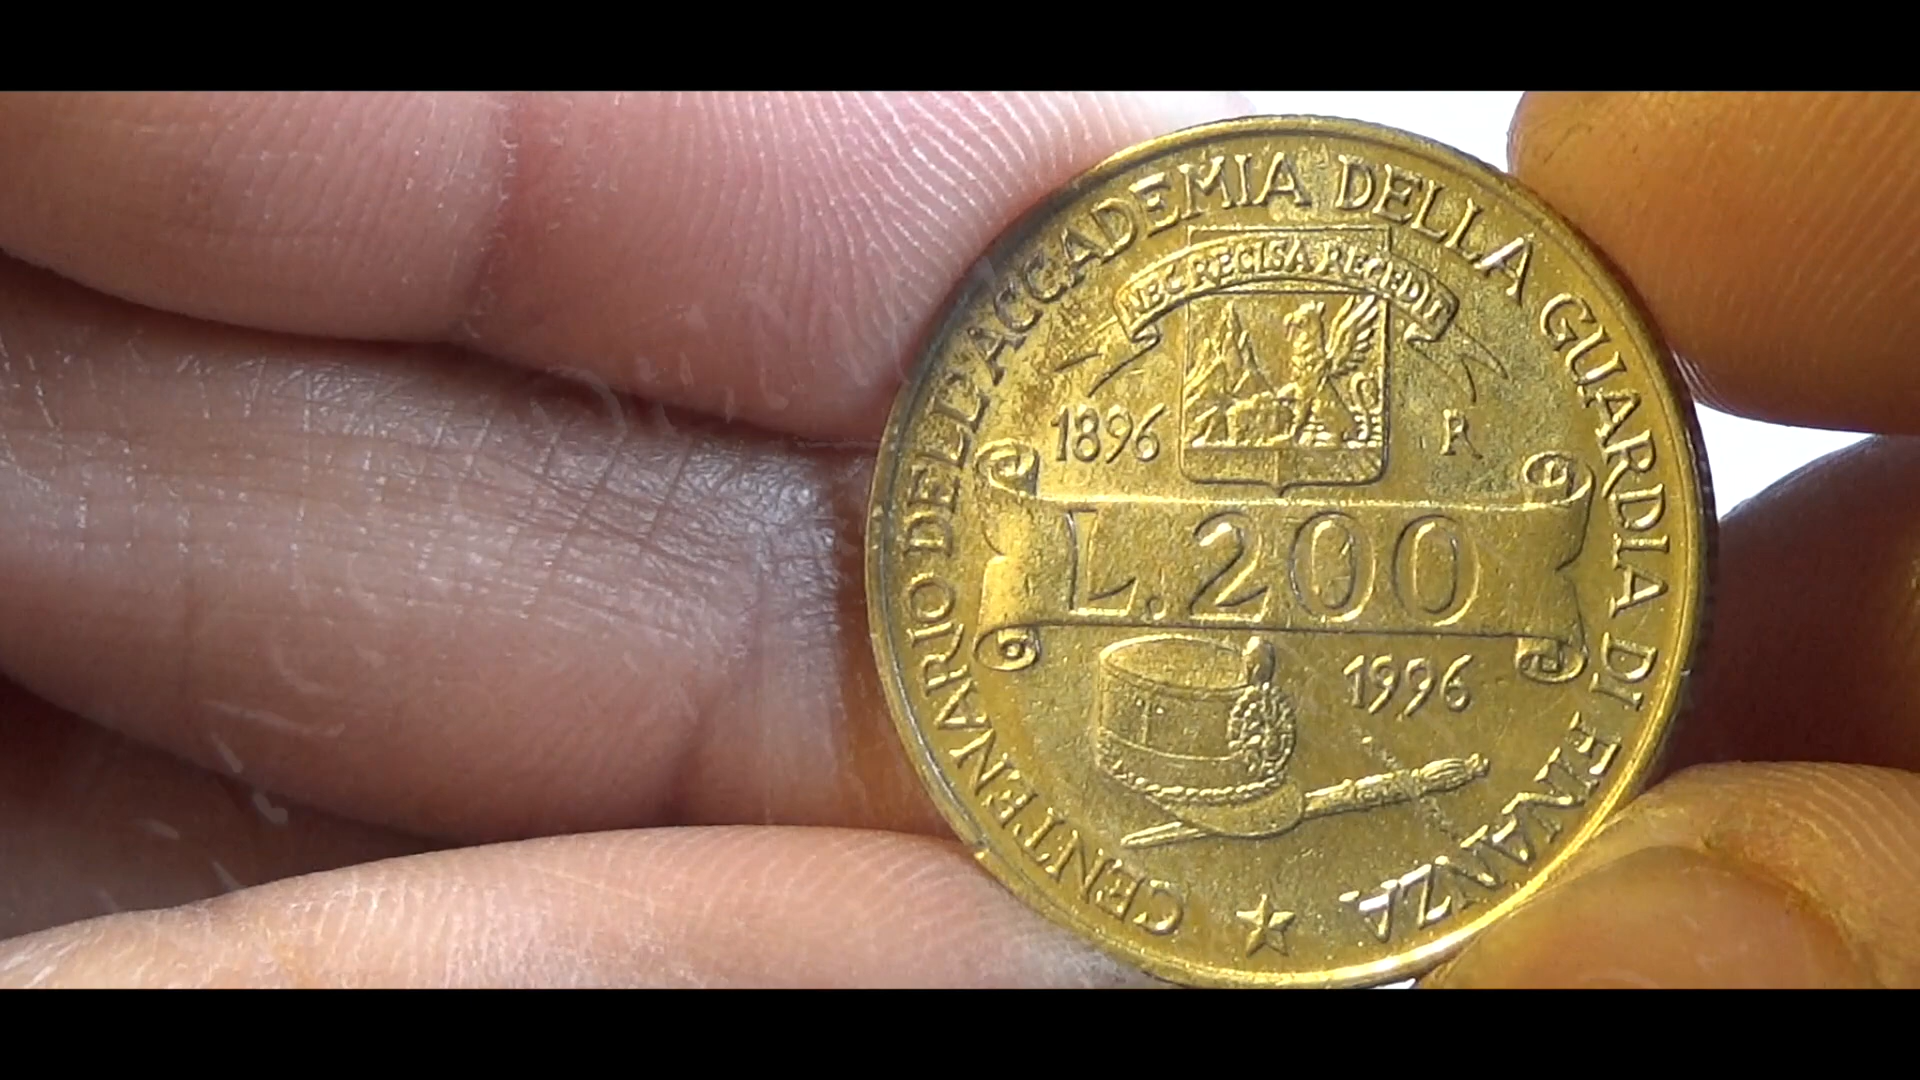 CENTENARIO DELL'ACCADEMIA DELLA GUARDIA DI FINANZA
NEC RECISA RECEDIT
1896 R
L.200
1996